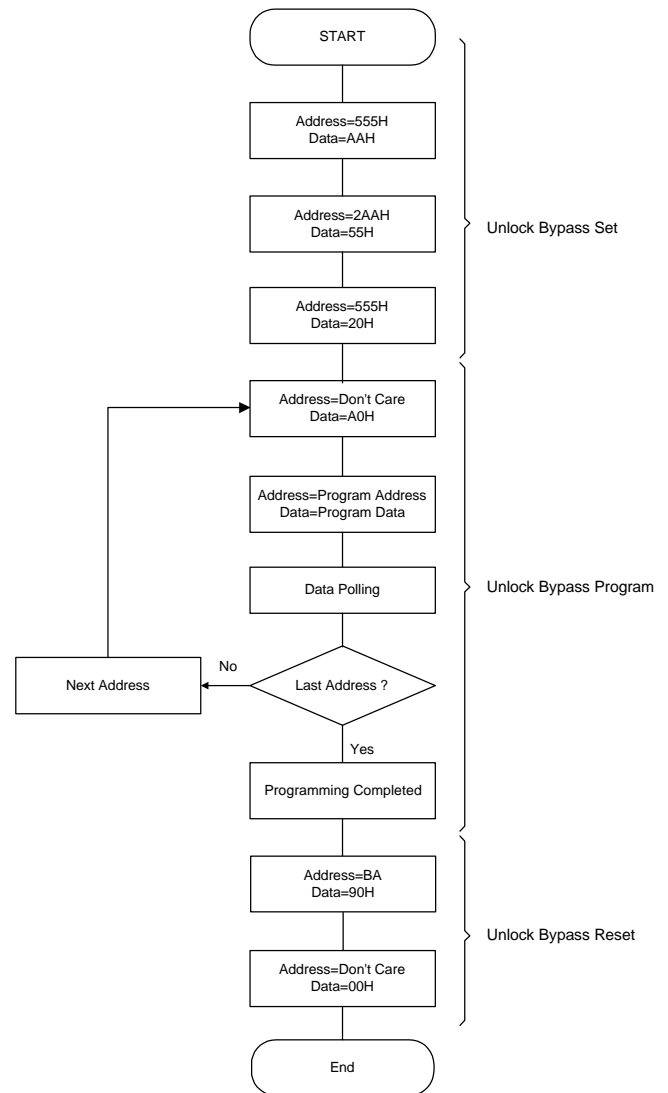 START
Address=555H
Data=AAH
Address=2AAH
Data=55H
Unlock Bypass Set
Address=555H
Data=20H
Address=Don't Care
Data=A0H
Address=Program Address
Data=Program Data
Data Polling
Unlock Bypass Program
No
Next Address
Last Address ?
Yes
Programming Completed
Address=BA
Data=90H
Unlock Bypass Reset
Address=Don't Care
Data=00H
End